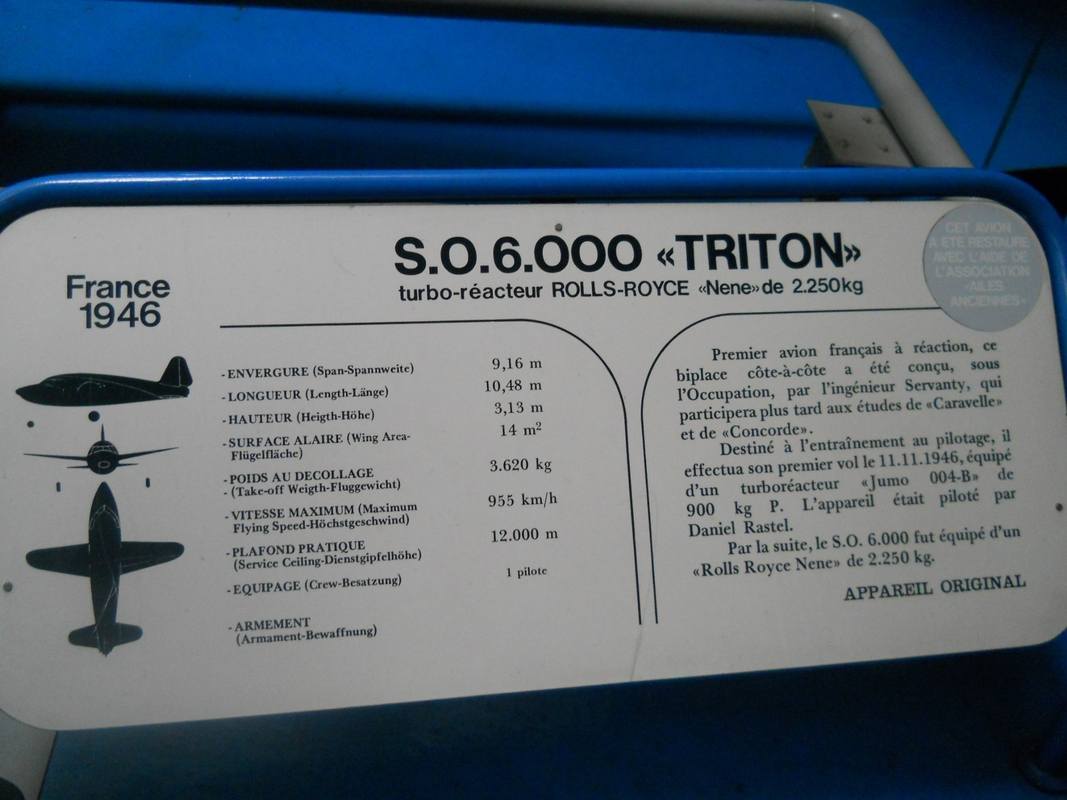 France
1946
S.O.6.000 «TRITON»
turbo-réacteur ROLLS-ROYCE «Nene» de 2.250kg
CET AVION
A ETE RESTAURE
AVEC L'AIDE DE
L'ASSOCIATION
«AILES
ANCIENNES»
-ENVERGURE (Span-Spannweite) 9,16 m
-LONGUEUR (Length-Länge) 10,48 m
-HAUTEUR (Heigth-Höhe) 3,13 m
-SURFACE ALAIRE (Wing Area- 14 m²
Flügelfläche)
-POIDS AU DECOLLAGE 3.620 kg
- (Take-off Weigth-Fluggewicht)
-VITESSE MAXIMUM (Maximum 955 km/h
Flying Speed-Höchstgeschwind)
-PLAFOND PRATIQUE 12.000 m
(Service Ceiling-Dienstgipfelhöhe)
-EQUIPAGE (Crew-Besatzung) 1 pilote
-ARMEMENT
(Armament-Bewaffnung)
Premier avion français à réaction, ce
biplace côte-à-côte a été conçu, sous
l'Occupation, par l'ingénieur Servanty, qui
participera plus tard aux études de «Caravelle»
et de «Concorde».
Destiné à l'entraînement au pilotage, il
effectua son premier vol le 11.11.1946, équipé
d'un turboréacteur «Jumo 004-B» de
900 kg P. L'appareil était piloté par
Daniel Rastel.
Par la suite, le S.O. 6.000 fut équipé d'un
«Rolls Royce Nene» de 2.250 kg.
APPAREIL ORIGINAL